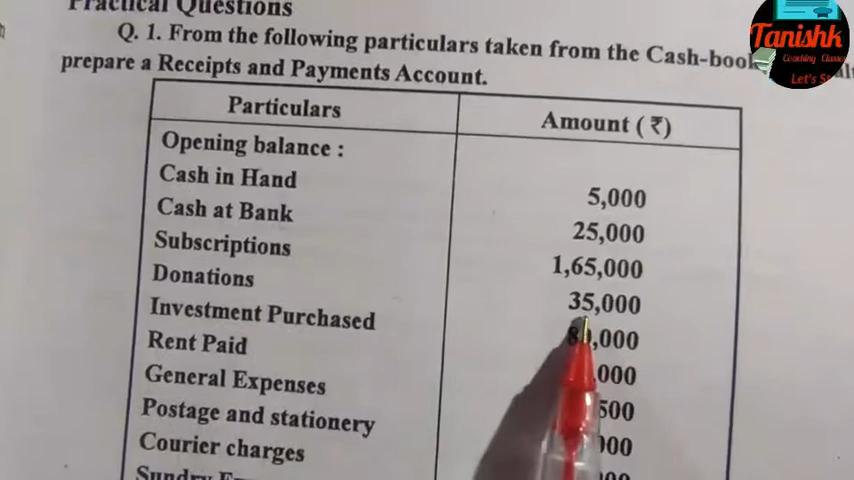 Practical Questions
Q. 1. From the following particulars taken from the Cash-book
prepare a Receipts and Payments Account.
Particulars Amount ( ₹)
Opening balance :
Cash in Hand 5,000
Cash at Bank 25,000
Subscriptions 1,65,000
Donations 35,000
Investment Purchased
Rent Paid
General Expenses
Postage and stationery
Courier charges
Sundry
Tanishk
Coaching Classes
Let's